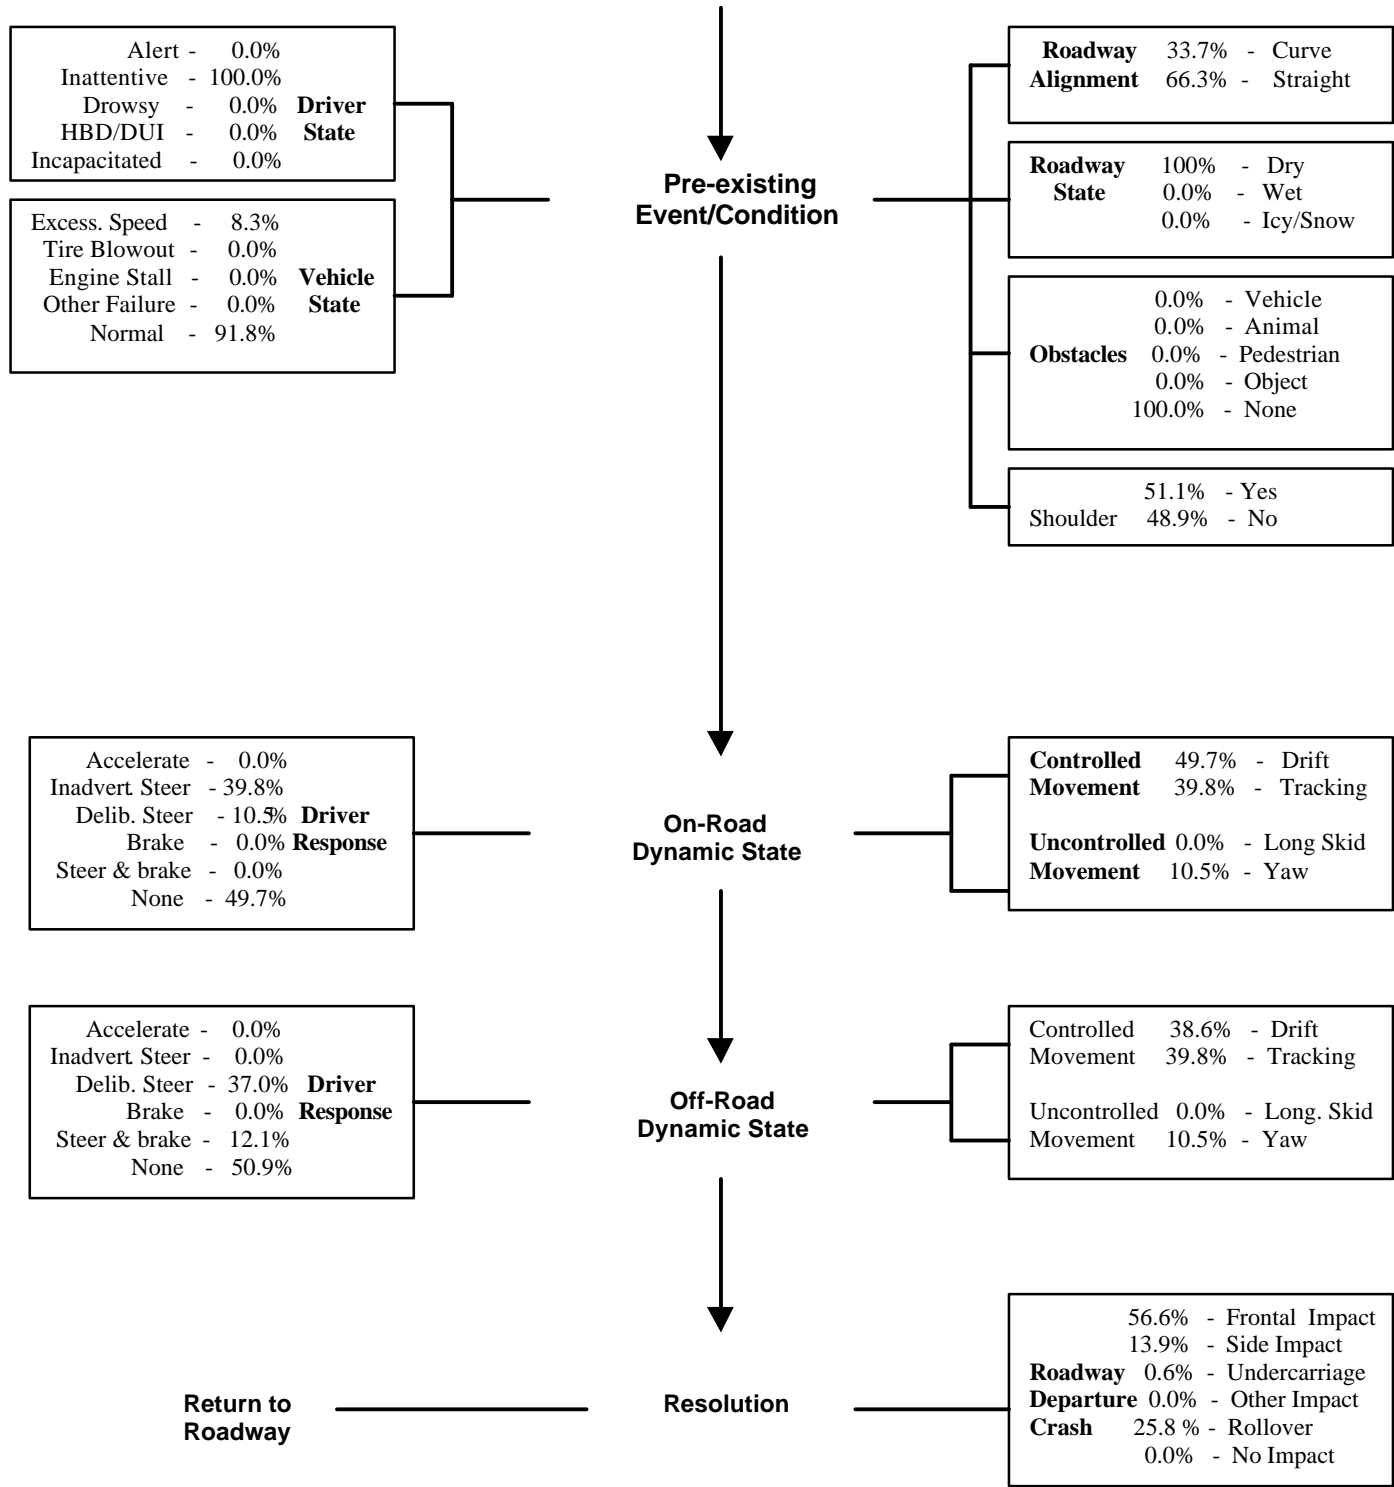 Alert - 0.0%
Inattentive - 100.0%
Drowsy - 0.0% Driver
HBD/DUI - 0.0% State
Incapacitated - 0.0%
Excess. Speed - 8.3%
Tire Blowout - 0.0%
Engine Stall - 0.0% Vehicle
Other Failure - 0.0% State
Normal - 91.8%
Pre-existing
Event/Condition
Roadway 33.7% - Curve
Alignment 66.3% - Straight
Roadway 100% - Dry
State 0.0% - Wet
0.0% - Icy/Snow
0.0% - Vehicle
0.0% - Animal
Obstacles 0.0% - Pedestrian
0.0% - Object
100.0% - None
51.1% - Yes
Shoulder 48.9% - No
Accelerate - 0.0%
Inadvert. Steer - 39.8%
Delib. Steer - 10.5% Driver
Brake - 0.0% Response
Steer & brake - 0.0%
None - 49.7%
On-Road
Dynamic State
Controlled 49.7% - Drift
Movement 39.8% - Tracking
Uncontrolled 0.0% - Long Skid
Movement 10.5% - Yaw
Accelerate - 0.0%
Inadvert. Steer - 0.0%
Delib. Steer - 37.0% Driver
Brake - 0.0% Response
Steer & brake - 12.1%
None - 50.9%
Off-Road
Dynamic State
Controlled 38.6% - Drift
Movement 39.8% - Tracking
Uncontrolled 0.0% - Long. Skid
Movement 10.5% - Yaw
Return to
Roadway
Resolution
56.6% - Frontal Impact
13.9% - Side Impact
Roadway 0.6% - Undercarriage
Departure 0.0% - Other Impact
Crash 25.8 % - Rollover
0.0% - No Impact